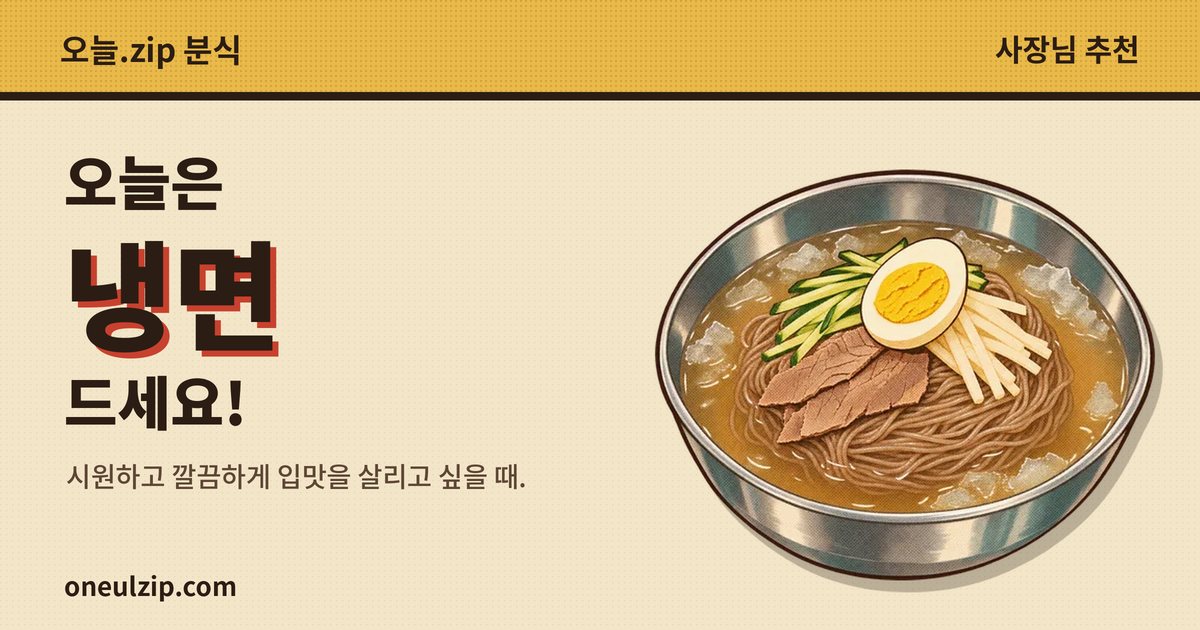 오늘.zip 분식
사장님 추천
오늘은
냉면
드세요!
시원하고 깔끔하게 입맛을 살리고 싶을 때.
oneulzip.com